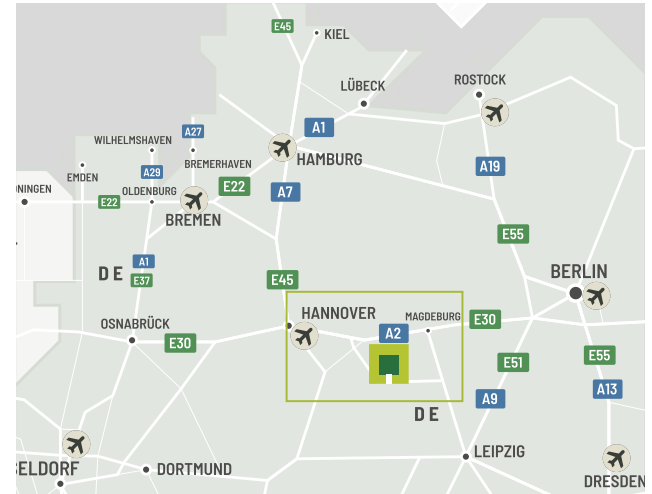 E45
KIEL
LÜBECK
ROSTOCK
A27
A1
WILHELMSHAVEN
BREMERHAVEN
HAMBURG
EMDEN
A29
A19
ONINGEN
OLDENBURG
E22
A7
E22
BREMEN
E55
A1
DE
E37
E45
BERLIN
HANNOVER
MAGDEBURG
E30
OSNABRÜCK
A2
E30
E51
E55
A13
A9
DE
LEIPZIG
ELDORF
DORTMUND
DRESDEN